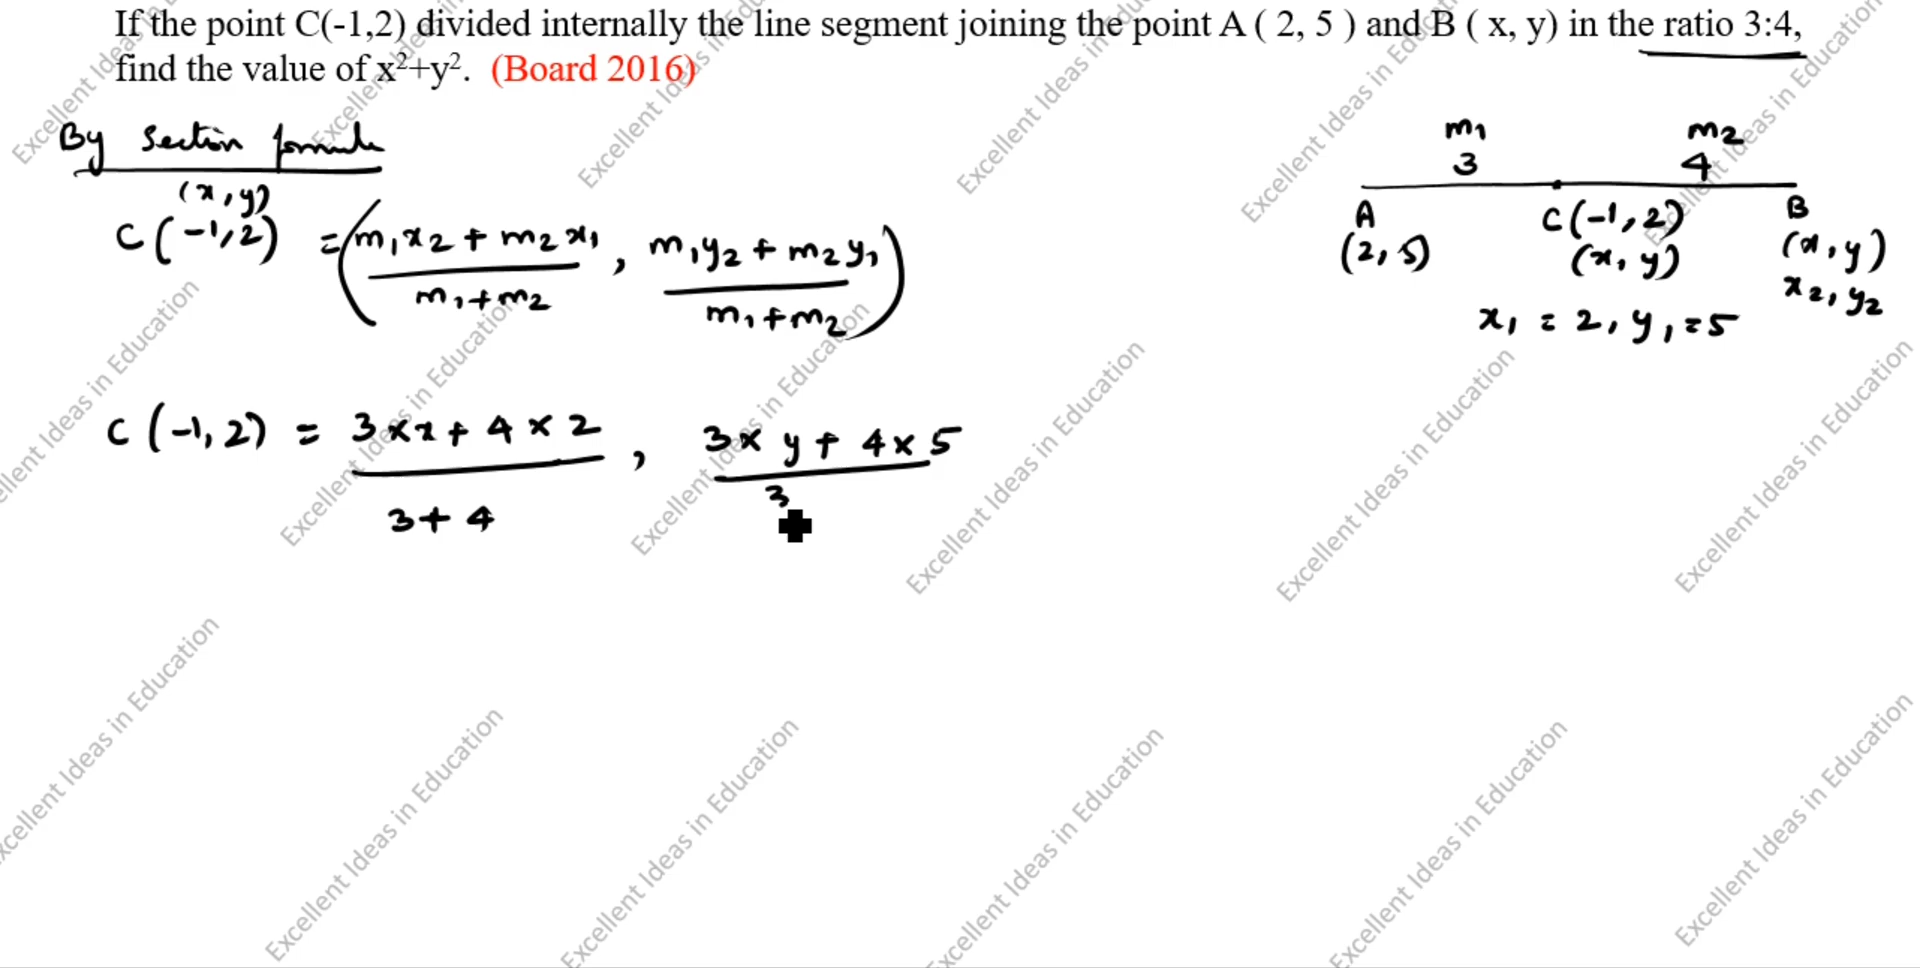 If the point C(-1,2) divided internally the line segment joining the point A ( 2, 5 ) and B ( x, y) in the ratio 3:4,
find the value of x²+y². (Board 2016)
By section formula
(x, y)
C(-1,2) = (m₁x₂ + m₂x₁ / m₁+m₂ , m₁y₂ + m₂y₁ / m₁+m₂)
m₁ m₂
3 4
A C(-1,2) B
(2,5) (x, y) (x, y)
x₂, y₂
x₁ = 2, y₁ = 5
C (-1, 2) = 3×x + 4×2 , 3× y + 4×5
3+4 3
Excellent Ideas in Education